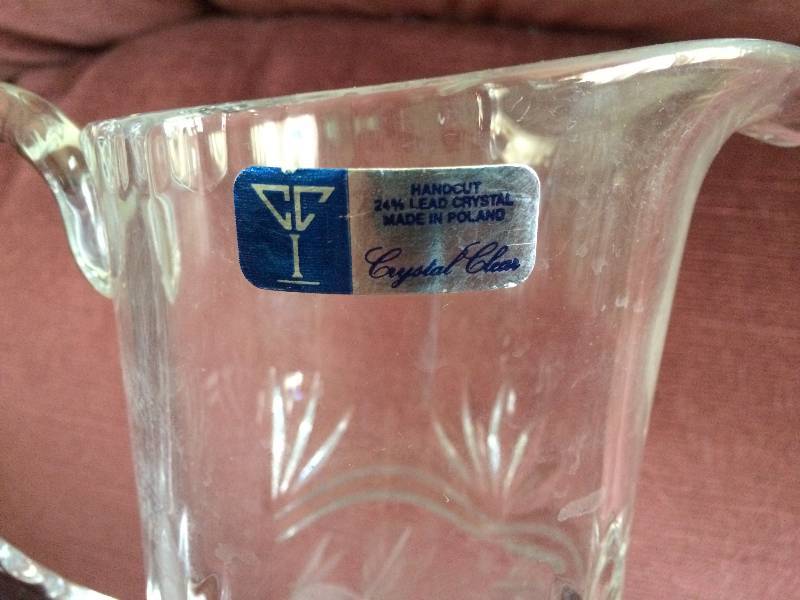 CC
HANDCUT
24% LEAD CRYSTAL
MADE IN POLAND
Crystal Clear